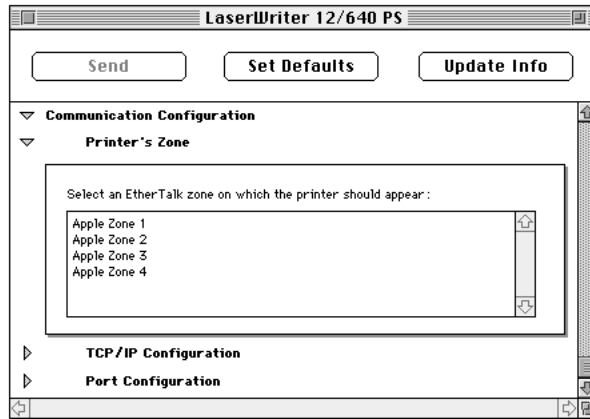 LaserWriter 12/640 PS
Send Set Defaults Update Info
Communication Configuration
Printer's Zone
Select an EtherTalk zone on which the printer should appear:
Apple Zone 1
Apple Zone 2
Apple Zone 3
Apple Zone 4
TCP/IP Configuration
Port Configuration